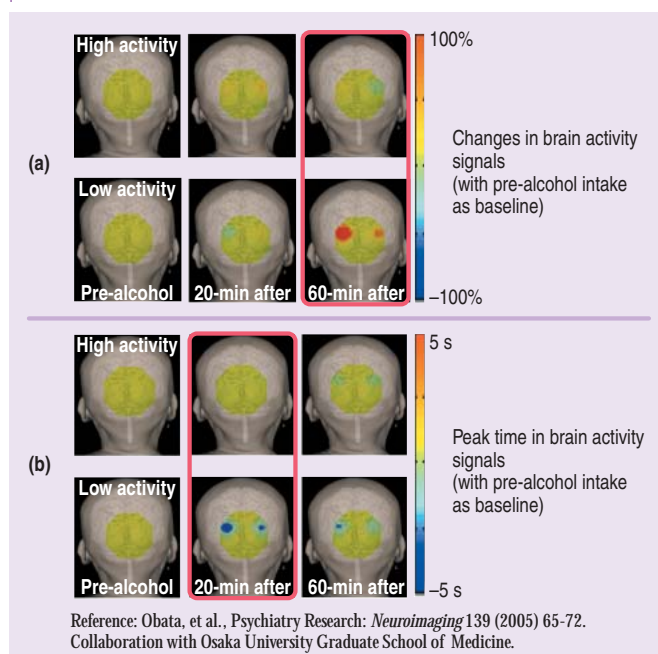 High activity
100%
Changes in brain activity
signals
(with pre-alcohol intake
as baseline)
(a)
Low activity
Pre-alcohol
20-min after
60-min after
–100%
High activity
5 s
Peak time in brain activity
signals
(with pre-alcohol intake
as baseline)
(b)
Low activity
Pre-alcohol
20-min after
60-min after
–5 s
Reference: Obata, et al., Psychiatry Research: Neuroimaging 139 (2005) 65-72.
Collaboration with Osaka University Graduate School of Medicine.